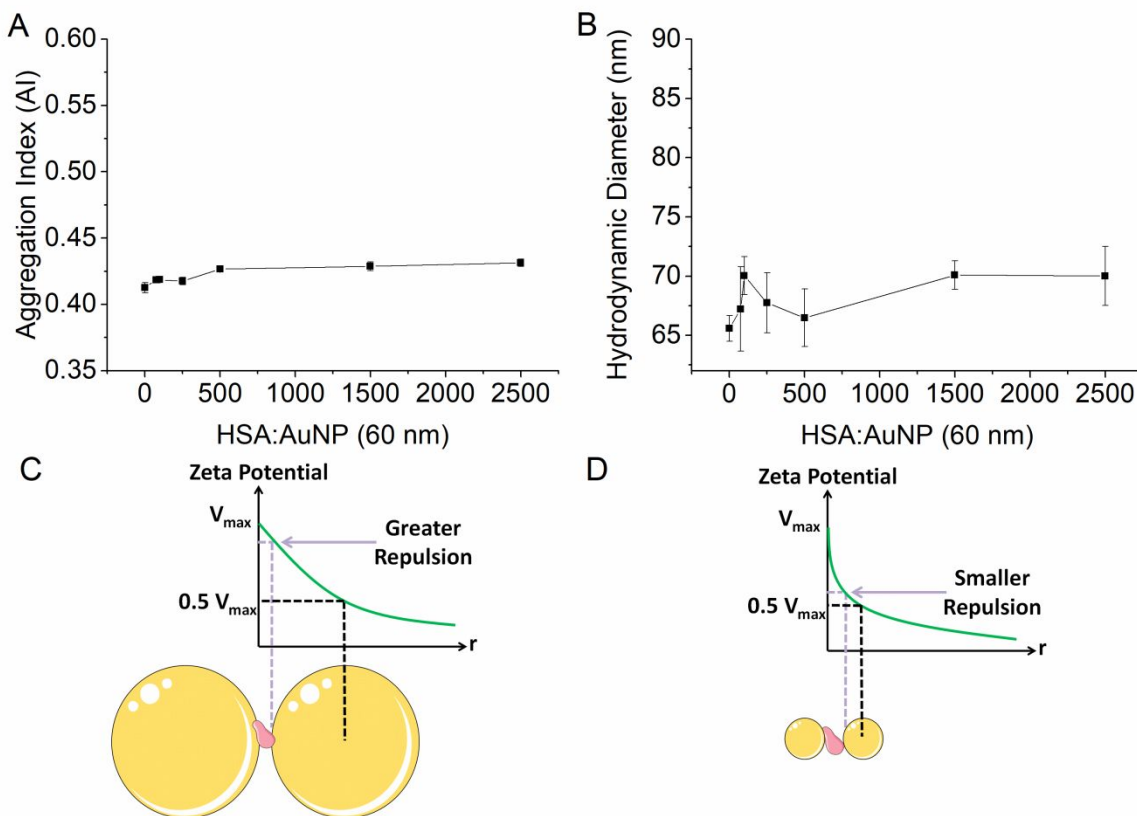 A
Aggregation Index (AI)
0.60
0.55
0.50
0.45
0.40
0.35
0 500 1000 1500 2000 2500
HSA:AuNP (60 nm)
B
Hydrodynamic Diameter (nm)
90
85
80
75
70
65
0 500 1000 1500 2000 2500
HSA:AuNP (60 nm)
C
Zeta Potential
Vmax
Greater
Repulsion
0.5 Vmax
r
D
Zeta Potential
Vmax
Smaller
Repulsion
0.5 Vmax
r